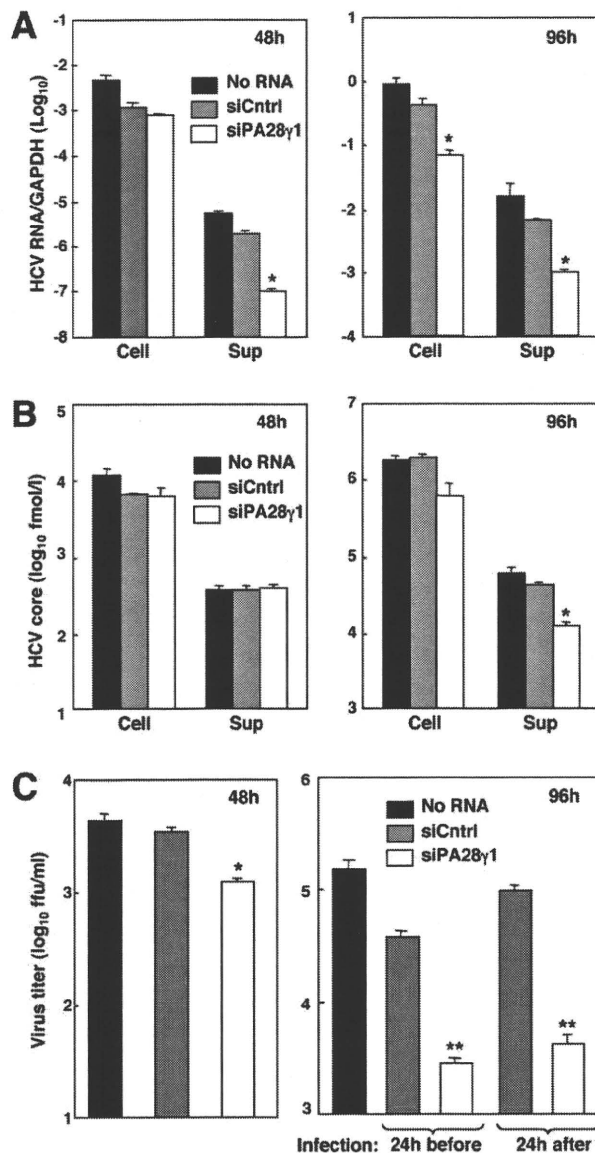 A
48h
96h
HCV RNA/GAPDH (Log10)
-1
-2
-3
-4
-5
-6
-7
-8
No RNA
siCntrl
siPA28γ1
*
Cell
Sup
0
-1
-2
-3
-4
*
*
Cell
Sup
B
48h
96h
HCV core (log10 fmol/l)
5
4
3
2
1
No RNA
siCntrl
siPA28γ1
Cell
Sup
7
6
5
4
3
*
Cell
Sup
C
48h
96h
Virus titer (log10 ffu/ml)
4
3
2
1
*
6
5
4
3
No RNA
siCntrl
siPA28γ1
**
**
Infection: 24h before 24h after